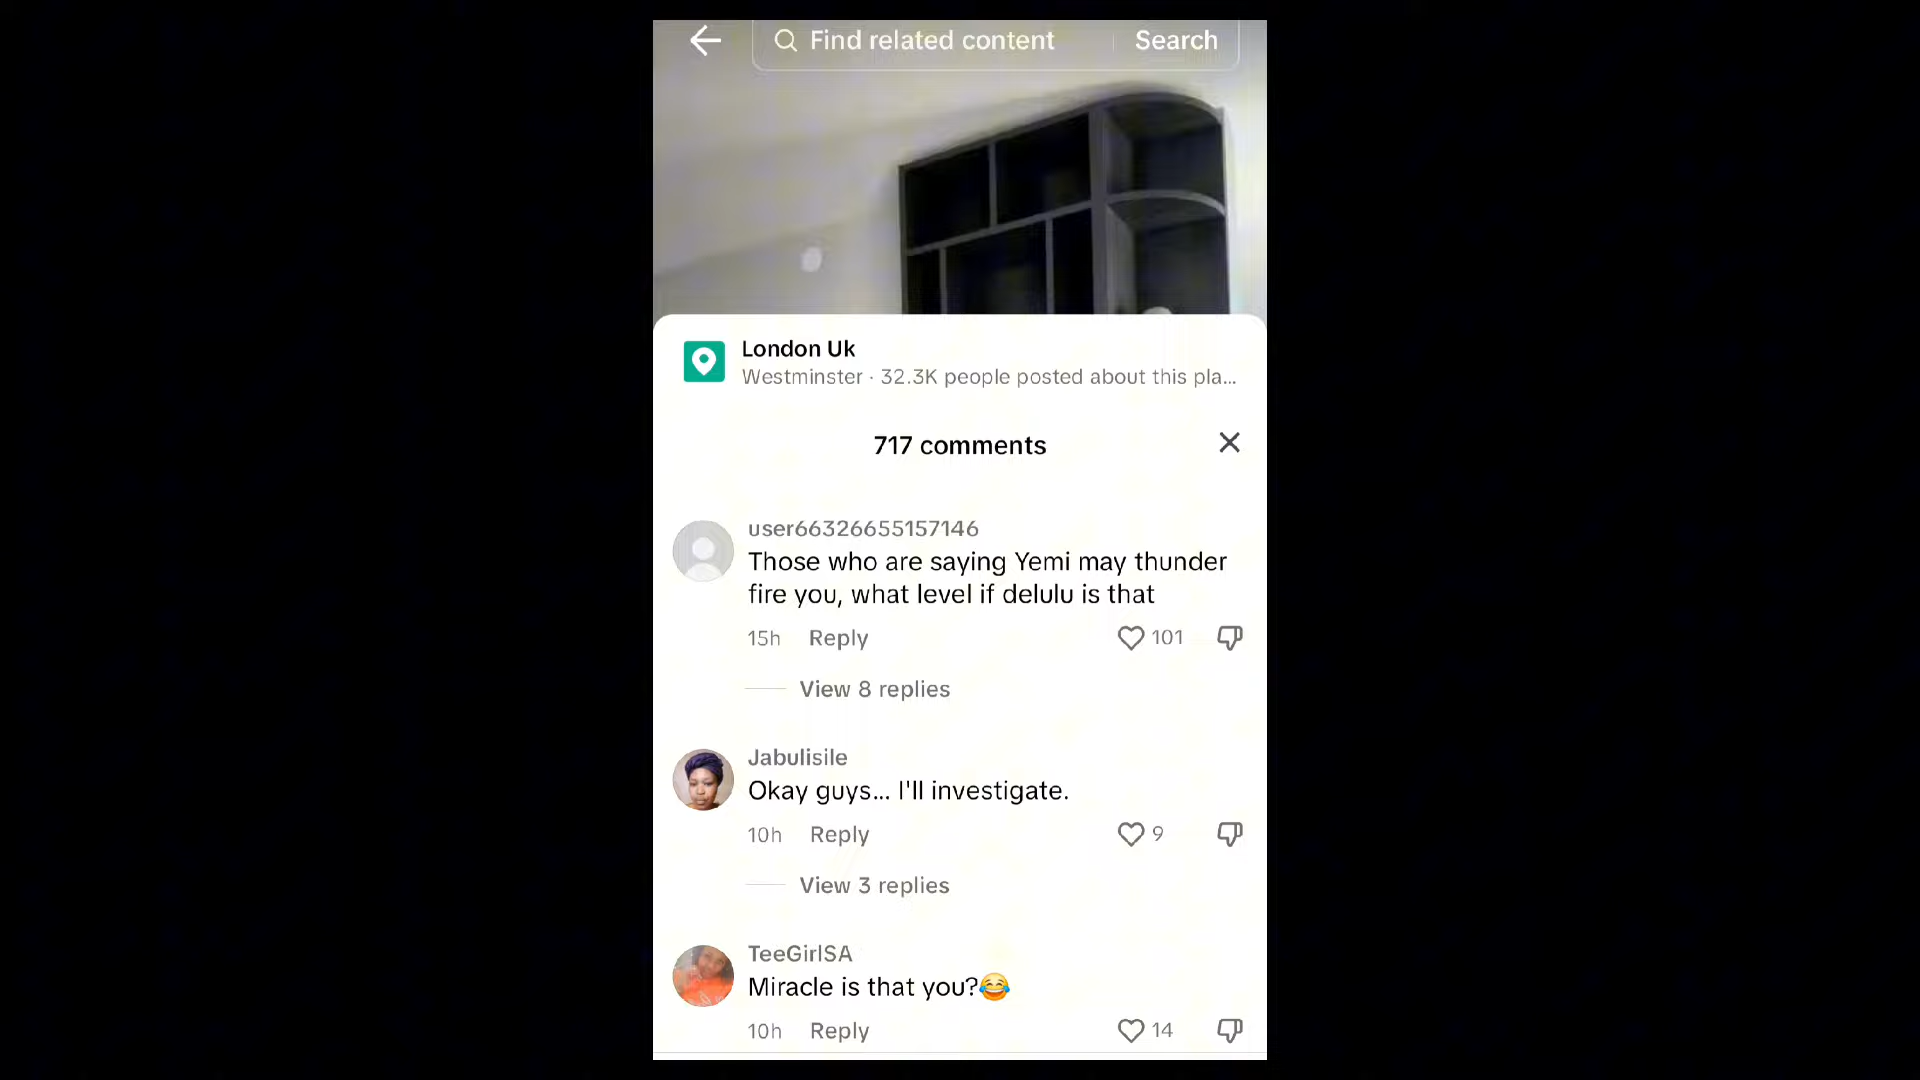 Find related content
Search
London Uk
Westminster · 32.3K people posted about this pla...
717 comments
user66326655157146
Those who are saying Yemi may thunder
fire you, what level if delulu is that
15h Reply 101
View 8 replies
Jabulisile
Okay guys... I'll investigate.
10h Reply 9
View 3 replies
TeeGirlSA
Miracle is that you?😂
10h Reply 14